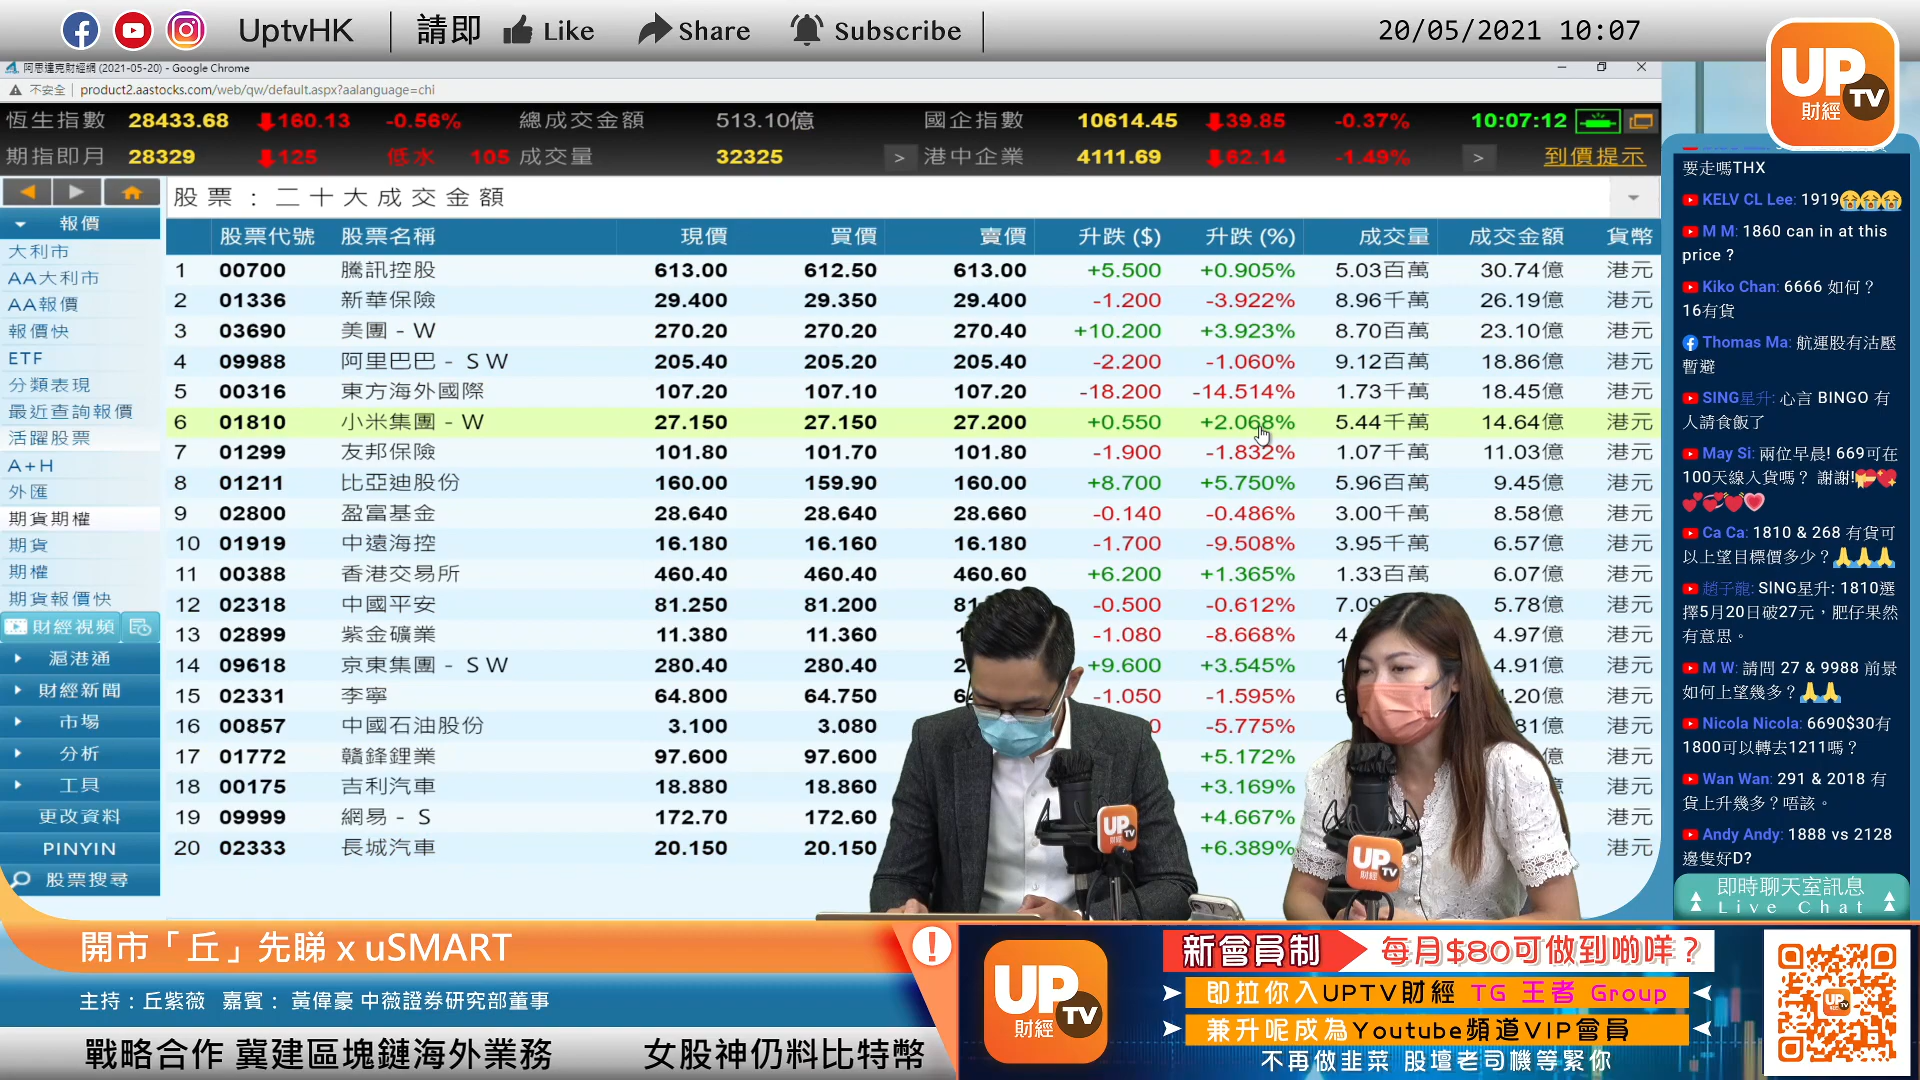 UptvHK 請即 Like Share Subscribe 20/05/2021 10:07
UP TV 財經
阿思達克財經網 (2021-05-20) - Google Chrome
不安全 product2.aastocks.com/web/qw/default.aspx?aalanguage=chi
恆生指數 28433.68 160.13 -0.56% 總成交金額 513.10億 國企指數 10614.45 39.85 -0.37% 10:07:12
期指即月 28329 125 低水 105 成交量 32325 > 港中企業 4111.69 62.14 -1.49% > 到價提示
股票：二十大成交金額
報價
大利市
AA大利市
AA報價
報價快
ETF
分類表現
最近查詢報價
活躍股票
A+H
外匯
期貨期權
期貨
期權
期貨報價快
財經視頻
滬港通
財經新聞
市場
分析
工具
更改資料
PINYIN
股票搜尋
股票代號 股票名稱 現價 買價 賣價 升跌 ($) 升跌 (%) 成交量 成交金額 貨幣
1 00700 騰訊控股 613.00 612.50 613.00 +5.500 +0.905% 5.03百萬 30.74億 港元
2 01336 新華保險 29.400 29.350 29.400 -1.200 -3.922% 8.96千萬 26.19億 港元
3 03690 美團 - W 270.20 270.20 270.40 +10.200 +3.923% 8.70百萬 23.10億 港元
4 09988 阿里巴巴 - SW 205.40 205.20 205.40 -2.200 -1.060% 9.12百萬 18.86億 港元
5 00316 東方海外國際 107.20 107.10 107.20 -18.200 -14.514% 1.73千萬 18.45億 港元
6 01810 小米集團 - W 27.150 27.150 27.200 +0.550 +2.068% 5.44千萬 14.64億 港元
7 01299 友邦保險 101.80 101.70 101.80 -1.900 -1.832% 1.07千萬 11.03億 港元
8 01211 比亞迪股份 160.00 159.90 160.00 +8.700 +5.750% 5.96百萬 9.45億 港元
9 02800 盈富基金 28.640 28.640 28.660 -0.140 -0.486% 3.00千萬 8.58億 港元
10 01919 中遠海控 16.180 16.160 16.180 -1.700 -9.508% 3.95千萬 6.57億 港元
11 00388 香港交易所 460.40 460.40 460.60 +6.200 +1.365% 1.33百萬 6.07億 港元
12 02318 中國平安 81.250 81.200 -0.500 -0.612% 5.78億 港元
13 02899 紫金礦業 11.380 11.360 -1.080 -8.668% 4.97億 港元
14 09618 京東集團 - SW 280.40 280.40 +9.600 +3.545% 4.91億 港元
15 02331 李寧 64.800 64.750 -1.050 -1.595% 港元
16 00857 中國石油股份 3.100 3.080 -5.775% 港元
17 01772 贛鋒鋰業 97.600 97.600 +5.172% 港元
18 00175 吉利汽車 18.880 18.860 +3.169% 港元
19 09999 網易 - S 172.70 172.60 +4.667% 港元
20 02333 長城汽車 20.150 20.150 +6.389% 港元
UP TV 財經
UP TV 財經
要走嗎THX
KELV CL Lee: 1919😭😭😭
M M: 1860 can in at this
price ?
Kiko Chan: 6666 如何？
16有貨
Thomas Ma: 航運股有沽壓
暫避
SING星升: 心言 BINGO 有
人請食飯了
May Si: 兩位早晨! 669可在
100天線入貨嗎？ 謝謝!💝💖
💕💞💓💗
Ca Ca: 1810 & 268 有貨可
以上望目標價多少？🙏🙏🙏
趙子龍: SING星升: 1810選
擇5月20日破27元，肥仔果然
有意思。
M W: 請問 27 & 9988 前景
如何上望幾多？🙏🙏
Nicola Nicola: 6690$30有
1800可以轉去1211嗎？
Wan Wan: 291 & 2018 有
貨上升幾多？唔該。
Andy Andy: 1888 vs 2128
邊隻好D?
即時聊天室訊息
Live Chat
開市「丘」先睇 x uSMART
主持：丘紫薇 嘉賓： 黃偉豪 中薇證券研究部董事
戰略合作 冀建區塊鏈海外業務 女股神仍料比特幣
!
UP TV 財經
新會員制 每月$80可做到啲咩？
即拉你入UPTV財經 TG 王者 Group
兼升呢成為Youtube頻道VIP會員
不再做韭菜 股壇老司機等緊你
UP TV